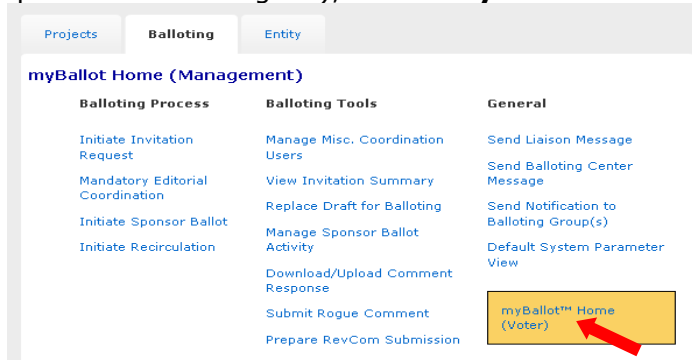 Projects
Balloting
Entity
myBallot Home (Management)
Balloting Process
Initiate Invitation
Request
Mandatory Editorial
Coordination
Initiate Sponsor Ballot
Initiate Recirculation
Balloting Tools
Manage Misc. Coordination
Users
View Invitation Summary
Replace Draft for Balloting
Manage Sponsor Ballot
Activity
Download/Upload Comment
Response
Submit Rogue Comment
Prepare RevCom Submission
General
Send Liaison Message
Send Balloting Center
Message
Send Notification to
Balloting Group(s)
Default System Parameter
View
myBallot™ Home
(Voter)